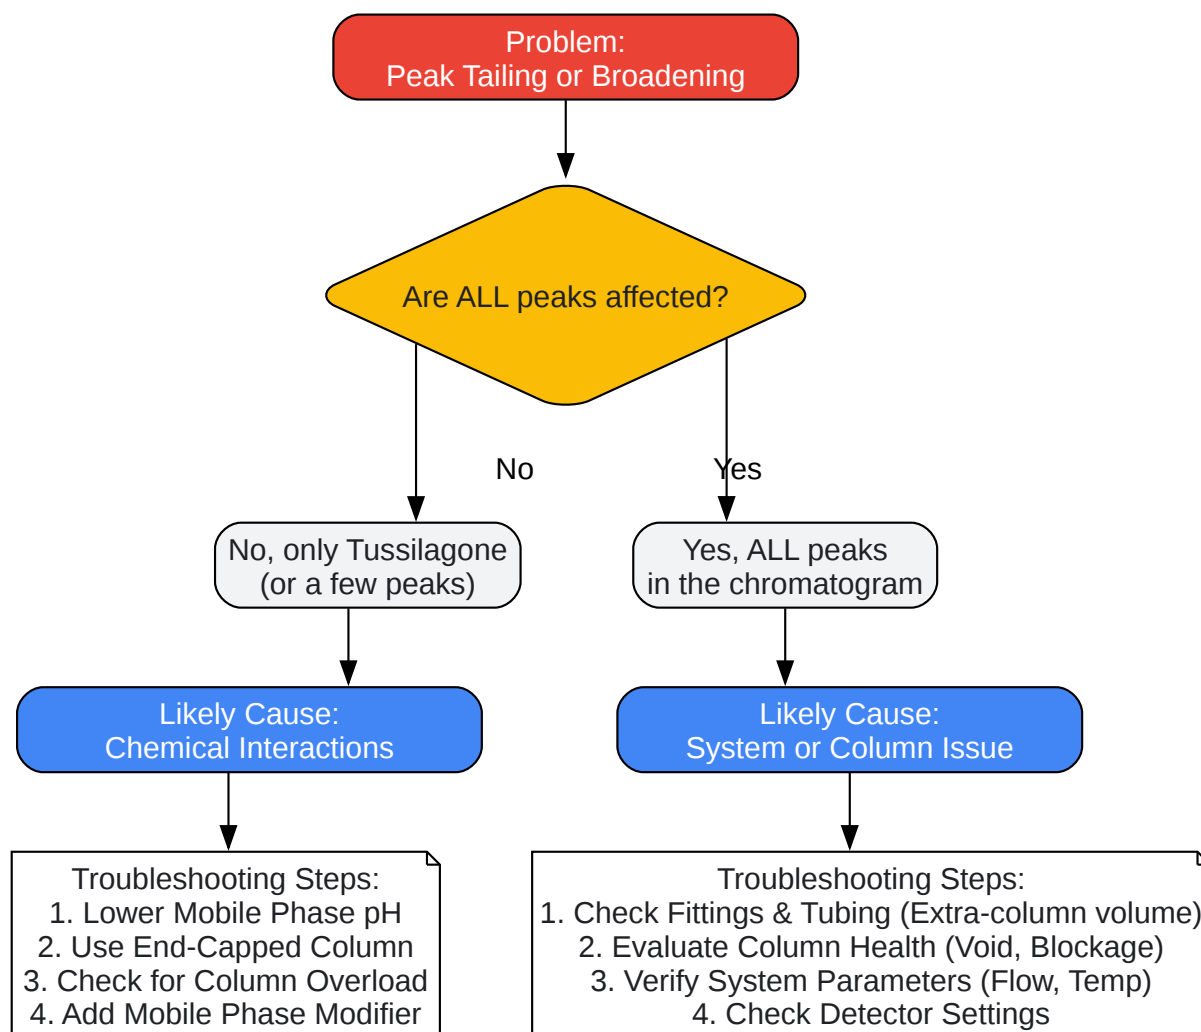 Problem:
Peak Tailing or Broadening
Are ALL peaks affected?
No
Yes
No, only Tussilagone
(or a few peaks)
Yes, ALL peaks
in the chromatogram
Likely Cause:
Chemical Interactions
Likely Cause:
System or Column Issue
Troubleshooting Steps:
1. Lower Mobile Phase pH
2. Use End-Capped Column
3. Check for Column Overload
4. Add Mobile Phase Modifier
Troubleshooting Steps:
1. Check Fittings & Tubing (Extra-column volume)
2. Evaluate Column Health (Void, Blockage)
3. Verify System Parameters (Flow, Temp)
4. Check Detector Settings